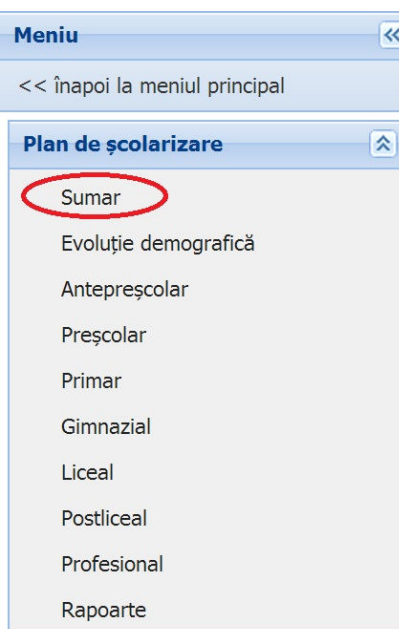 Meniu
<< înapoi la meniul principal
Plan de școlarizare
Sumar
Evoluție demografică
Antepreșcolar
Preșcolar
Primar
Gimnazial
Liceal
Postliceal
Profesional
Rapoarte